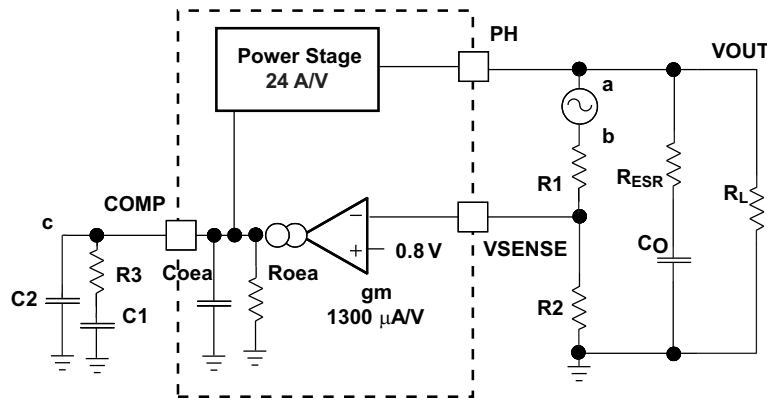 PH
VOUT
Power Stage
24 A/V
a
b
R1
RESR
RL
COMP
c
VSENSE
0.8 V
−
+
R3
Coea
Roea
CO
gm
1300 μA/V
C2
C1
R2